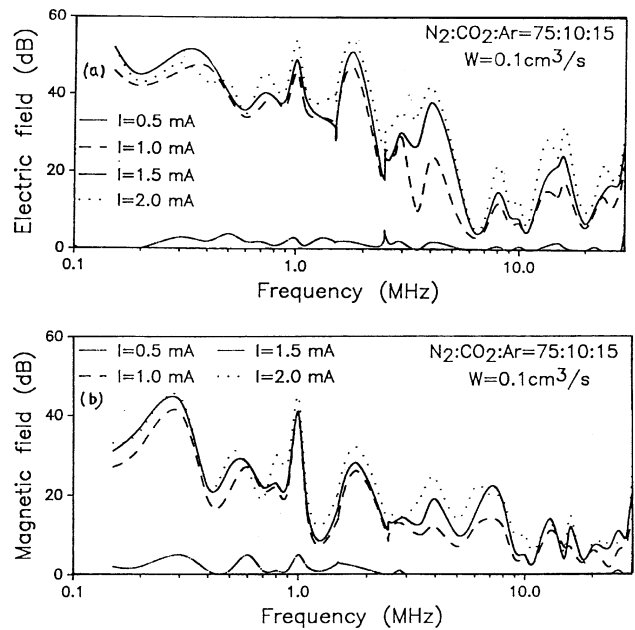 N2:CO2:Ar=75:10:15
W=0.1cm3/s
(a)
I=0.5 mA
I=1.0 mA
I=1.5 mA
I=2.0 mA
Electric field (dB)
60
40
20
0
0.1
1.0
10.0
Frequency (MHz)
I=0.5 mA
I=1.5 mA
I=1.0 mA
I=2.0 mA
N2:CO2:Ar=75:10:15
W=0.1cm3/s
(b)
Magnetic field (dB)
60
40
20
0
0.1
1.0
10.0
Frequency (MHz)